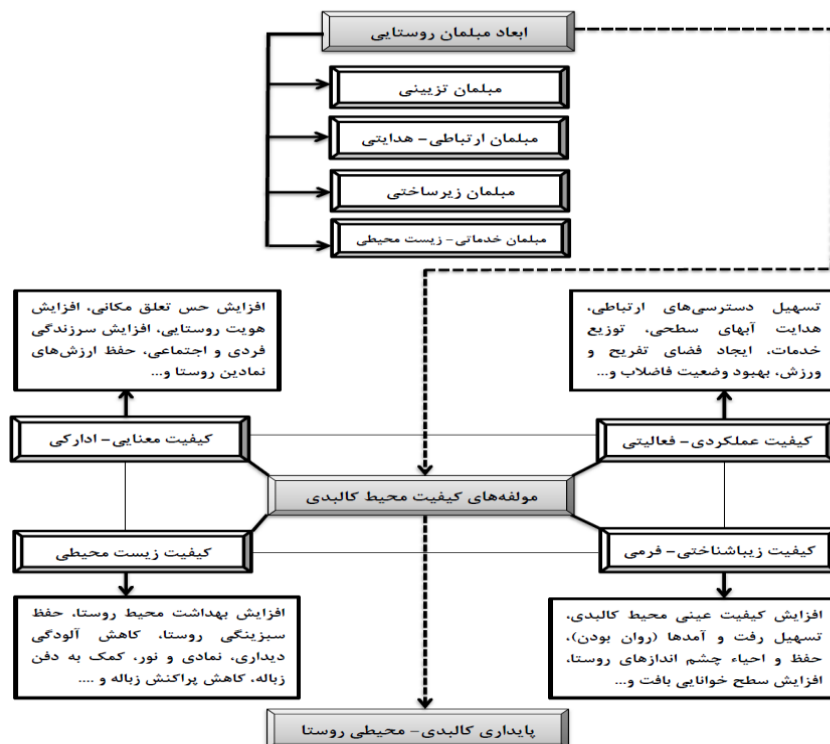 ابعاد مبلمان روستایی
مبلمان تزیینی
مبلمان ارتباطی- هدایتی
مبلمان زیرساختی
مبلمان خدماتی- زیست محیطی
تسهیل دسترسی‌های ارتباطی،
هدایت آبهای سطحی، توزیع
خدمات، ایجاد فضای تفریح و
ورزش، بهبود وضعیت فاضلاب و...
افزایش حس تعلق مکانی، افزایش
هویت روستایی، افزایش سرزندگی
فردی و اجتماعی، حفظ ارزش‌های
نمادین روستا و...
کیفیت عملکردی- فعالیتی
کیفیت معنایی- ادارکی
مولفه‌های کیفیت محیط کالبدی
کیفیت زیباشناختی- فرمی
کیفیت زیست محیطی
افزایش کیفیت عینی محیط کالبدی،
تسهیل رفت و آمدها (روان بودن)،
حفظ و احیاء چشم اندازهای روستا،
افزایش سطح خوانایی بافت و...
افزایش بهداشت محیط روستا، حفظ
سبزینگی روستا، کاهش آلودگی
دیداری، نمادی و نور، کمک به دفن
زباله، کاهش پراکنش زباله و ....
پایداری کالبدی- محیطی روستا